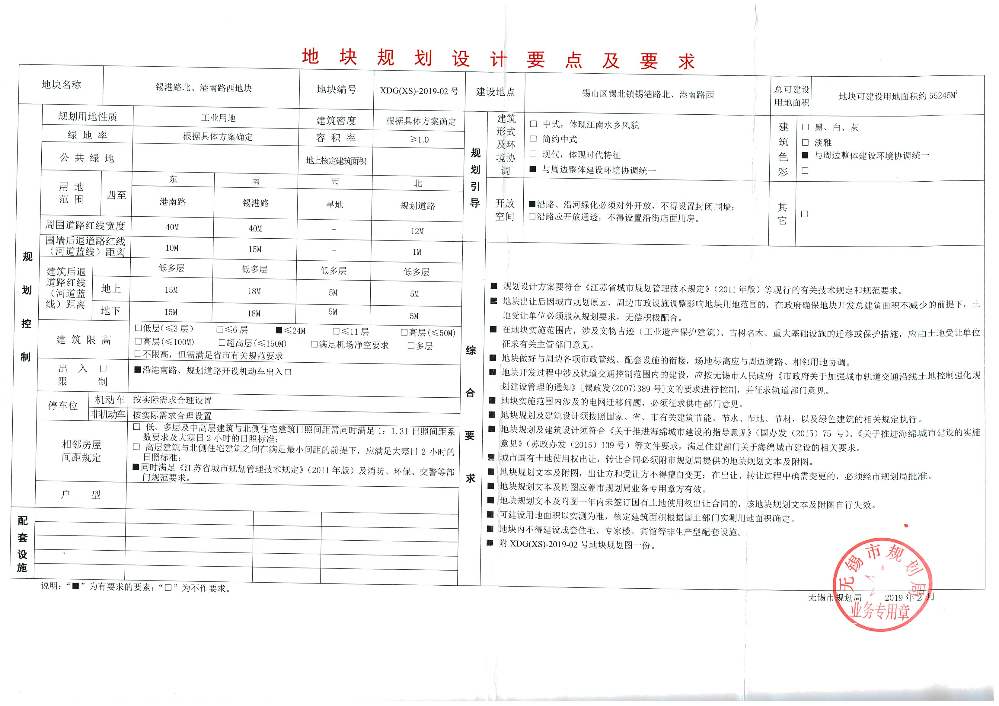 地块规划设计要点及要求
地块名称 锡港路北、港南路西地块 地块编号 XDG(XS)-2019-02 号 建设地点 锡山区锡北镇锡港路北、港南路西 总可建设用地面积 地块可建设用地面积约 55245M²
规划控制
规划用地性质 工业用地 建筑密度 根据具体方案确定
绿地率 根据具体方案确定 容积率 ≥1.0
公共绿地 地上核定建筑面积
用地范围 四至 东 南 西 北
港南路 锡港路 旱地 规划道路
周围道路红线宽度 40M 40M - 12M
围墙后退道路红线
（河道蓝线）距离 10M 15M - 1M
建筑后退道路红线（河道蓝线）距离 低多层 低多层 低多层 低多层
地上 15M 18M 5M 5M
地下 15M 18M 5M 5M
建筑限高 □低层(≤3 层) □≤6 层 ■≤24M □≤11 层 □高层(≤50M)
□高层(≤100M) □超高层(≤150M) □满足机场净空要求 □多层
□不限高，但需满足省市有关规范要求
出入口限制 ■沿港南路、规划道路开设机动车出入口
停车位 机动车 按实际需求合理设置
非机动车 按实际需求合理设置
相邻房屋间距规定
□ 低、多层及中高层建筑与北侧住宅建筑日照间距需同时满足 1：1.31 日照间距系
数要求及大寒日 2 小时的日照标准；
□ 高层建筑与北侧住宅建筑之间在满足最小间距的前提下，应满足大寒日 2 小时的
日照标准；
■同时满足《江苏省城市规划管理技术规定》（2011 年版）及消防、环保、交警等部
门规范要求。
户型
配套设施
说明：“■”为有要求的要素；“□”为不作要求。
规划引导
建筑形式及环境协调
□ 中式，体现江南水乡风貌
□ 简约中式
□ 现代，体现时代特征
■ 与周边整体建设环境协调统一
建筑色彩
□ 黑、白、灰
□ 淡雅
■ 与周边整体建设环境协调统一
□
开放空间
■沿路、沿河绿化必须对外开放，不得设置封闭围墙；
□沿路应开放通透，不得设置沿街店面用房。
其它 □
综合要求
■ 规划设计方案要符合《江苏省城市规划管理技术规定》（2011 年版）等现行的有关技术规定和规范要求。
■ 地块出让后因城市规划原因，周边市政设施调整影响地块用地范围的，在政府确保地块开发总建筑面积不减少的前提下，土
地受让单位必须服从规划要求，无偿积极配合。
■ 在地块实施范围内，涉及文物古迹（工业遗产保护建筑）、古树名木、重大基础设施的迁移或保护措施，应由土地受让单位
征求有关主管部门意见。
■ 地块做好与周边各项市政管线、配套设施的衔接，场地标高应与周边道路、相邻用地协调。
■ 地块开发过程中涉及轨道交通控制范围内的建设，应按无锡市人民政府《市政府关于加强城市轨道交通沿线土地控制强化规
划建设管理的通知》[锡政发(2007)389 号]文的要求进行控制，并征求轨道部门意见。
■ 地块实施范围内涉及的电网迁移问题，必须征求供电部门意见。
■ 地块规划及建筑设计须按照国家、省、市有关建筑节能、节水、节地、节材，以及绿色建筑的相关规定执行。
■ 地块规划及建筑设计须符合《关于推进海绵城市建设的指导意见》（国办发（2015）75 号）、《关于推进海绵城市建设的实施
意见》（苏政办发（2015）139 号）等文件要求，满足住建部门关于海绵城市建设的相关要求。
■ 城市国有土地使用权出让，转让合同必须附市规划局提供的地块规划文本及附图。
■ 地块规划文本及附图，出让方和受让方不得擅自变更；在出让、转让过程中确需变更的，必须经市规划局批准。
■ 地块规划文本及附图应盖市规划局业务专用章方有效。
■ 地块规划文本及附图一年内未签订国有土地使用权出让合同的，该地块规划文本及附图自行失效。
■ 可建设用地面积以实测为准，核定建筑面积根据国土部门实测用地面积确定。
■ 地块内不得建设成套住宅、专家楼、宾馆等非生产型配套设施。
■ 附 XDG(XS)-2019-02 号地块规划图一份。
无锡市规划局 2019 年 2 月
无锡市规划局
业务专用章